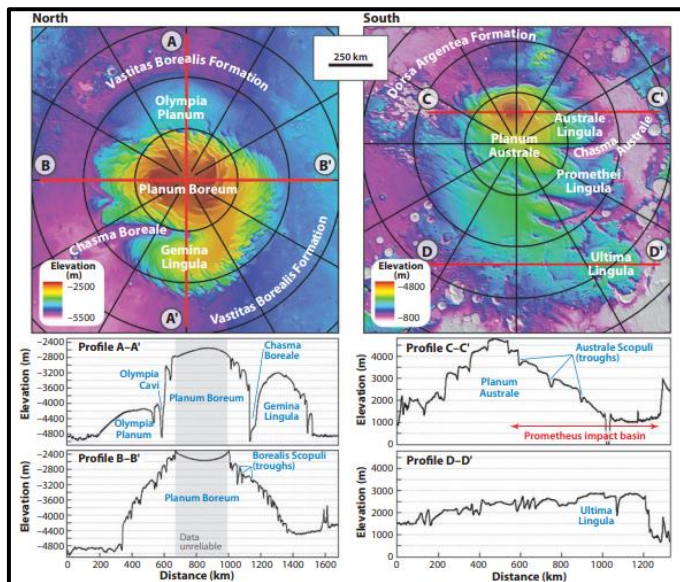 North
South
250 km
A
Vastitas Borealis Formation
Olympia
Planum
B
B'
Planum Boreum
Chasma Boreale
Gemina
Lingula
Vastitas Borealis Formation
A'
Elevation
(m)
−2500
−5500
Dorsa Argentea Formation
C
C'
Australe
Lingula
Planum
Australe
Chasma Australe
Promethei
Lingula
D
D'
Ultima
Lingula
Elevation
(m)
−4800
−800
Profile A–A'
Elevation (m)
−2400
−2800
−3200
−3600
−4000
−4400
−4800
Olympia
Cavi
Olympia
Planum
Planum Boreum
Chasma
Boreale
Gemina
Lingula
Profile B–B'
Elevation (m)
−2400
−2800
−3200
−3600
−4000
−4400
−4800
Borealis Scopuli
(troughs)
Planum Boreum
Data
unreliable
0
200
400
600
800
1000
1200
1400
1600
Distance (km)
Profile C–C'
Elevation (m)
4000
3000
2000
1000
Australe Scopuli
(troughs)
Planum
Australe
Prometheus impact basin
Profile D–D'
Elevation (m)
4000
3000
2000
1000
Ultima
Lingula
0
200
400
600
800
1000
1200
Distance (km)